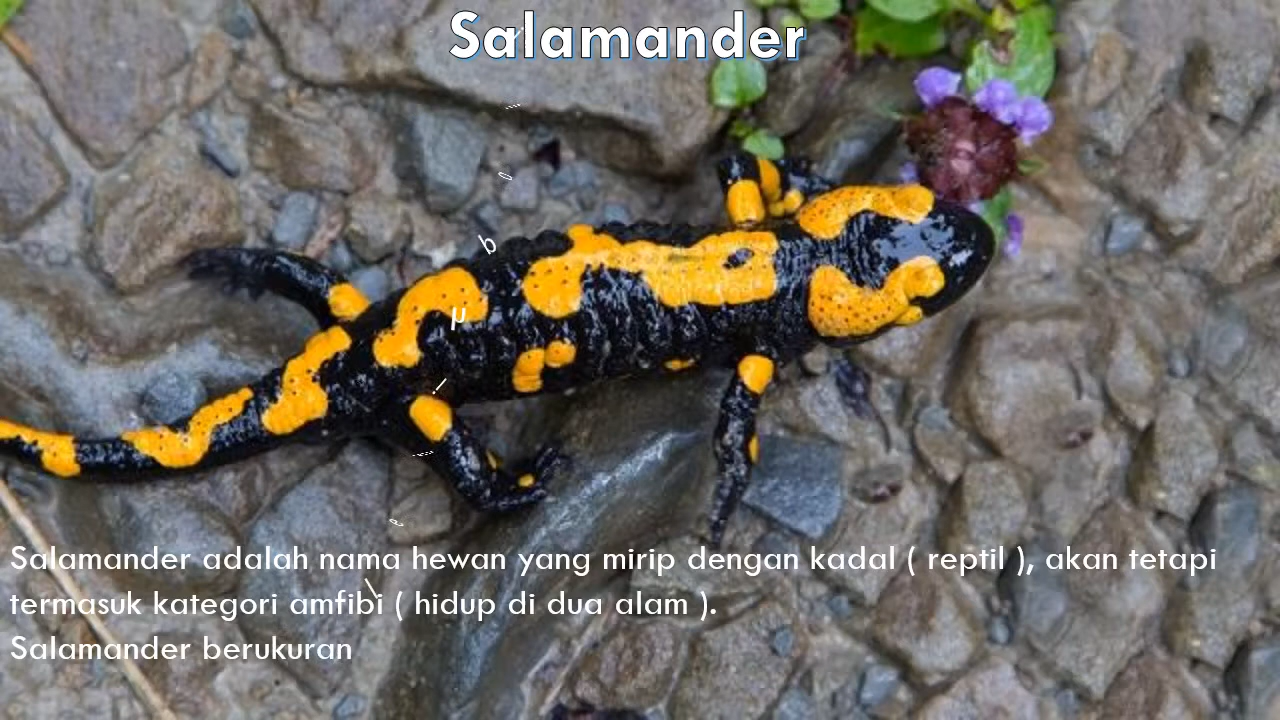 Salamander
b
µ
Salamander adalah nama hewan yang mirip dengan kadal ( reptil ), akan tetapi
termasuk kategori amfibi ( hidup di dua alam ).
Salamander berukuran